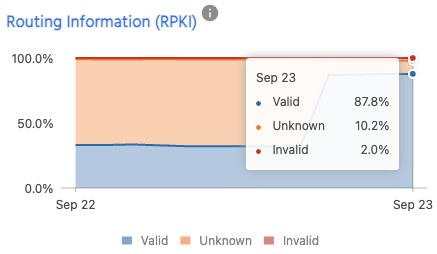 Routing Information (RPKI) i
100.0%
50.0%
0.0%
Sep 23
Valid 87.8%
Unknown 10.2%
Invalid 2.0%
Sep 22 Sep 23
Valid Unknown Invalid